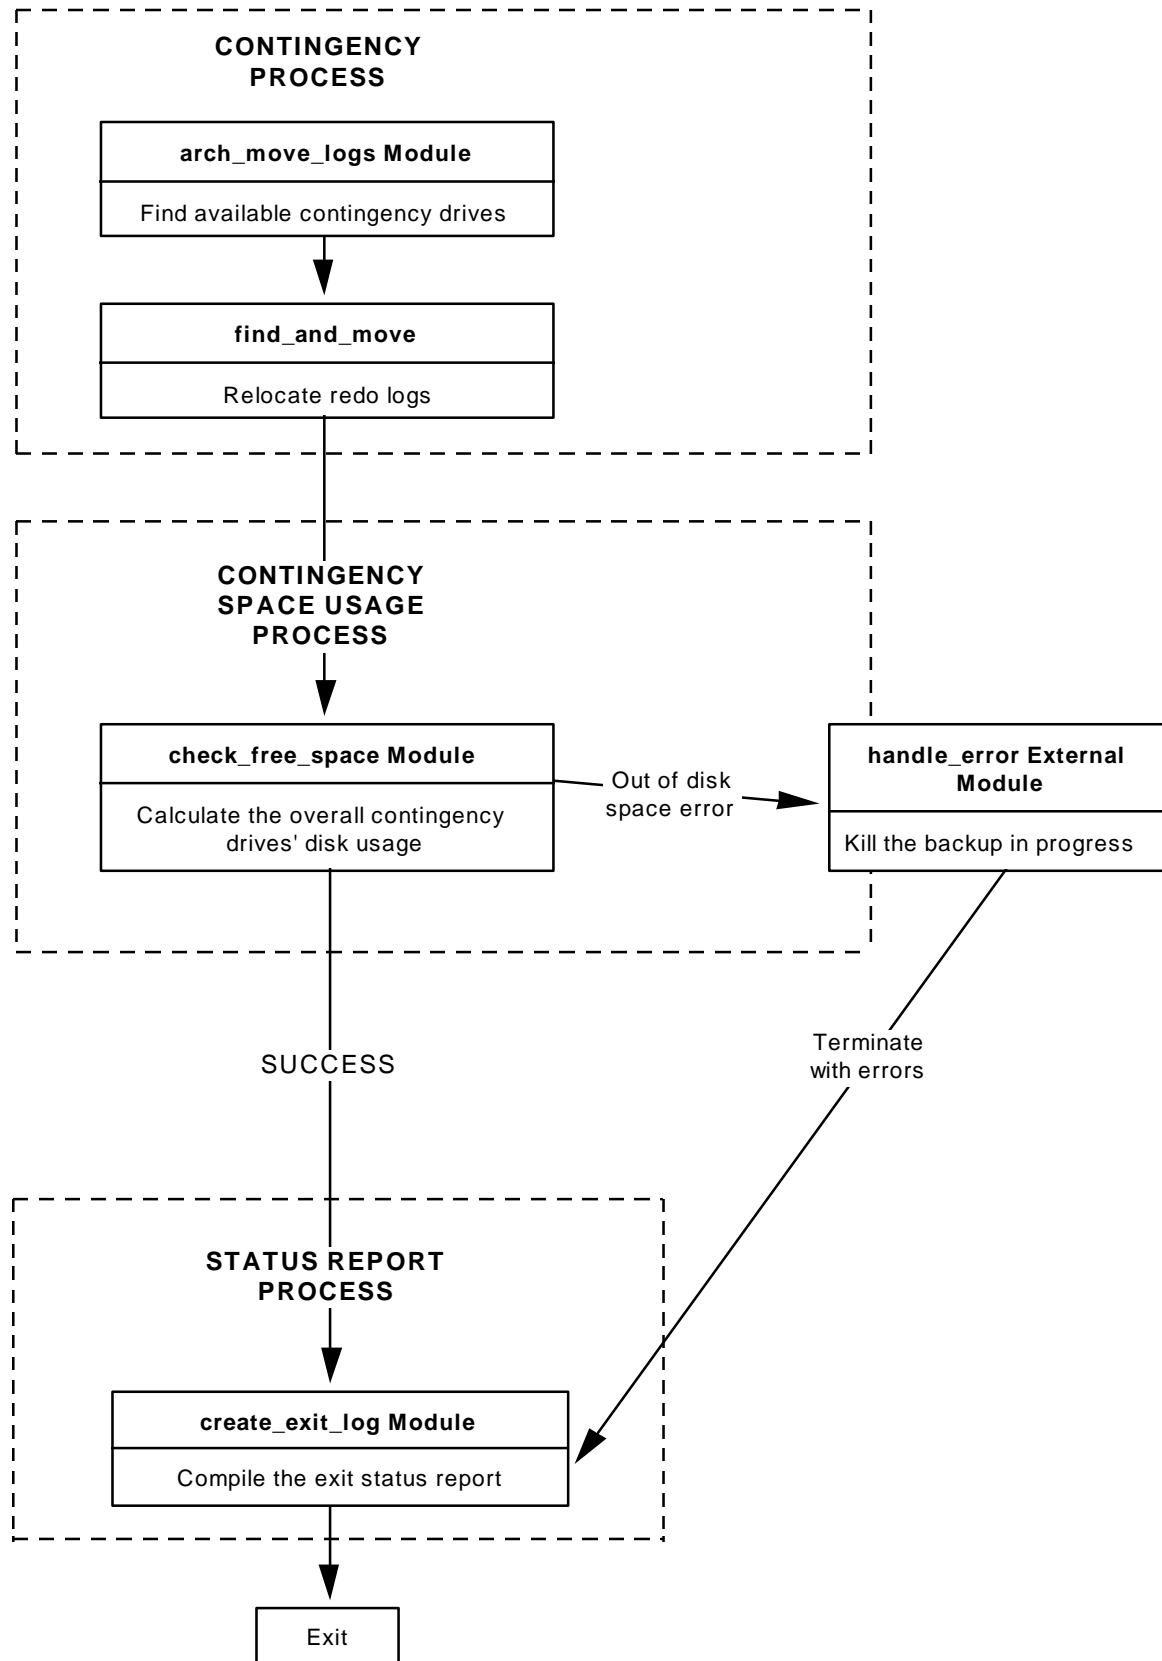 CONTINGENCY
PROCESS
arch_move_logs Module
Find available contingency drives
find_and_move
Relocate redo logs
CONTINGENCY
SPACE USAGE
PROCESS
check_free_space Module
Calculate the overall contingency
drives' disk usage
Out of disk
space error
handle_error External
Module
Kill the backup in progress
SUCCESS
Terminate
with errors
STATUS REPORT
PROCESS
create_exit_log Module
Compile the exit status report
Exit